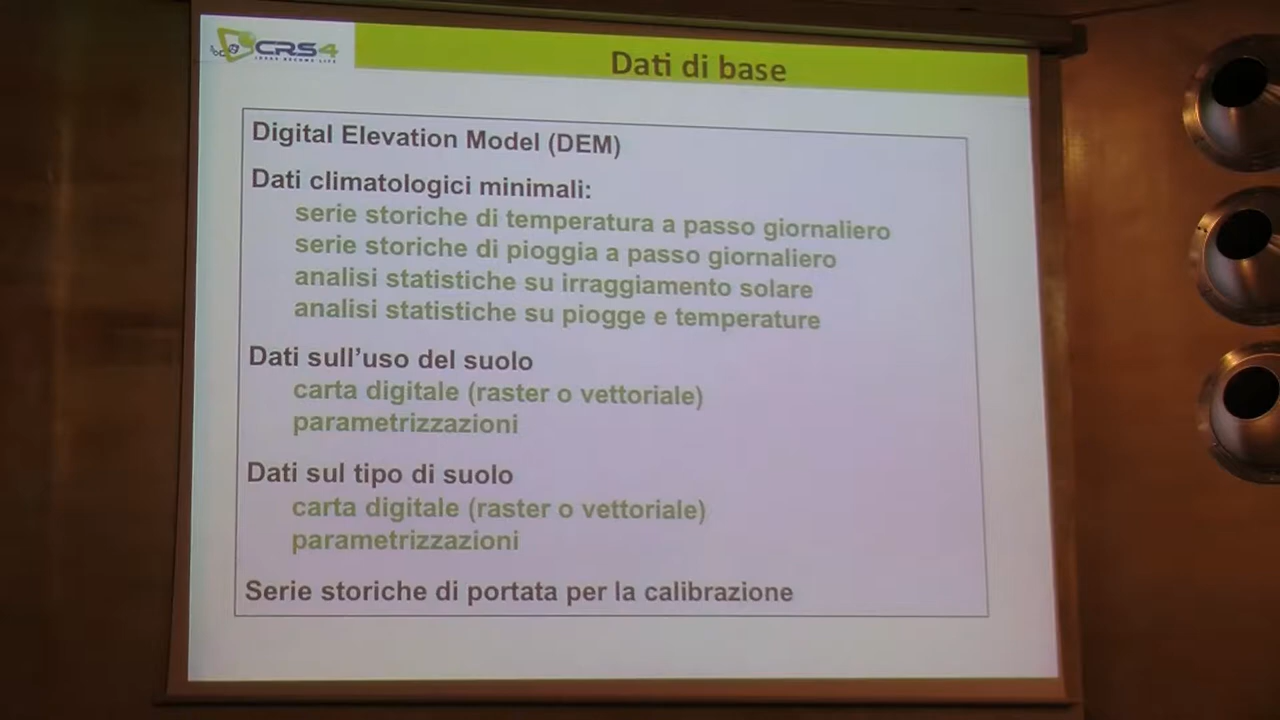 CRS4
Dati di base
Digital Elevation Model (DEM)
Dati climatologici minimali:
serie storiche di temperatura a passo giornaliero
serie storiche di pioggia a passo giornaliero
analisi statistiche su irraggiamento solare
analisi statistiche su piogge e temperature
Dati sull'uso del suolo
carta digitale (raster o vettoriale)
parametrizzazioni
Dati sul tipo di suolo
carta digitale (raster o vettoriale)
parametrizzazioni
Serie storiche di portata per la calibrazione